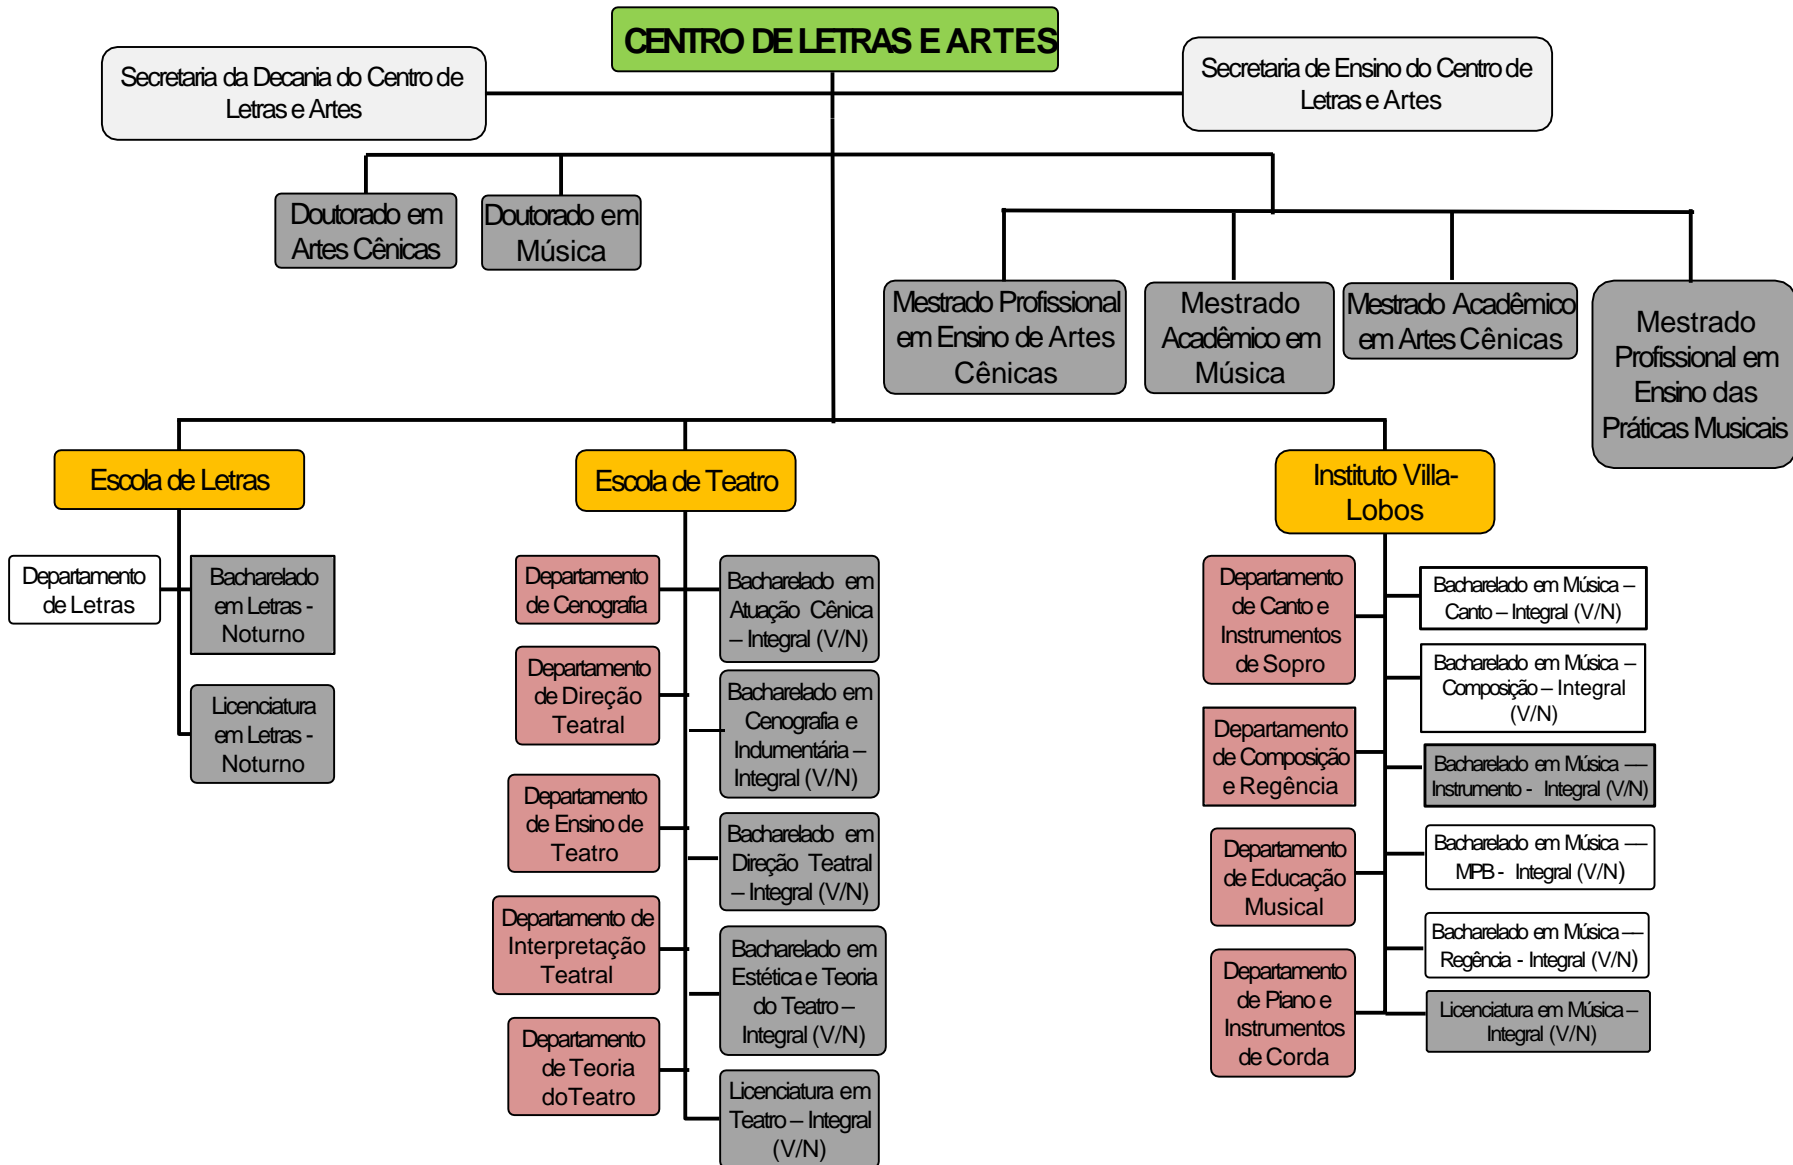 CENTRO DE LETRAS E ARTES
Secretaria da Decania do Centro de
Letras e Artes
Secretaria de Ensino do Centro de
Letras e Artes
Doutorado em
Artes Cênicas
Doutorado em
Música
Mestrado Profissional
em Ensino de Artes
Cênicas
Mestrado
Acadêmico em
Música
Mestrado Acadêmico
em Artes Cênicas
Mestrado
Profissional em
Ensino das
Práticas Musicais
Escola de Letras
Departamento
de Letras
Bacharelado
em Letras -
Noturno
Licenciatura
em Letras -
Noturno
Escola de Teatro
Departamento
de Cenografia
Departamento
de Direção
Teatral
Departamento
de Ensino de
Teatro
Departamento de
Interpretação
Teatral
Departamento
de Teoria
do Teatro
Bacharelado em
Atuação Cênica
– Integral (V/N)
Bacharelado em
Cenografia e
Indumentária –
Integral (V/N)
Bacharelado em
Direção Teatral
– Integral (V/N)
Bacharelado em
Estética e Teoria
do Teatro –
Integral (V/N)
Licenciatura em
Teatro – Integral
(V/N)
Instituto Villa-
Lobos
Departamento
de Canto e
Instrumentos
de Sopro
Departamento
de Composição
e Regência
Departamento
de Educação
Musical
Departamento
de Piano e
Instrumentos
de Corda
Bacharelado em Música –
Canto – Integral (V/N)
Bacharelado em Música –
Composição – Integral
(V/N)
Bacharelado em Música —
Instrumento - Integral (V/N)
Bacharelado em Música —
MPB - Integral (V/N)
Bacharelado em Música —
Regência - Integral (V/N)
Licenciatura em Música –
Integral (V/N)